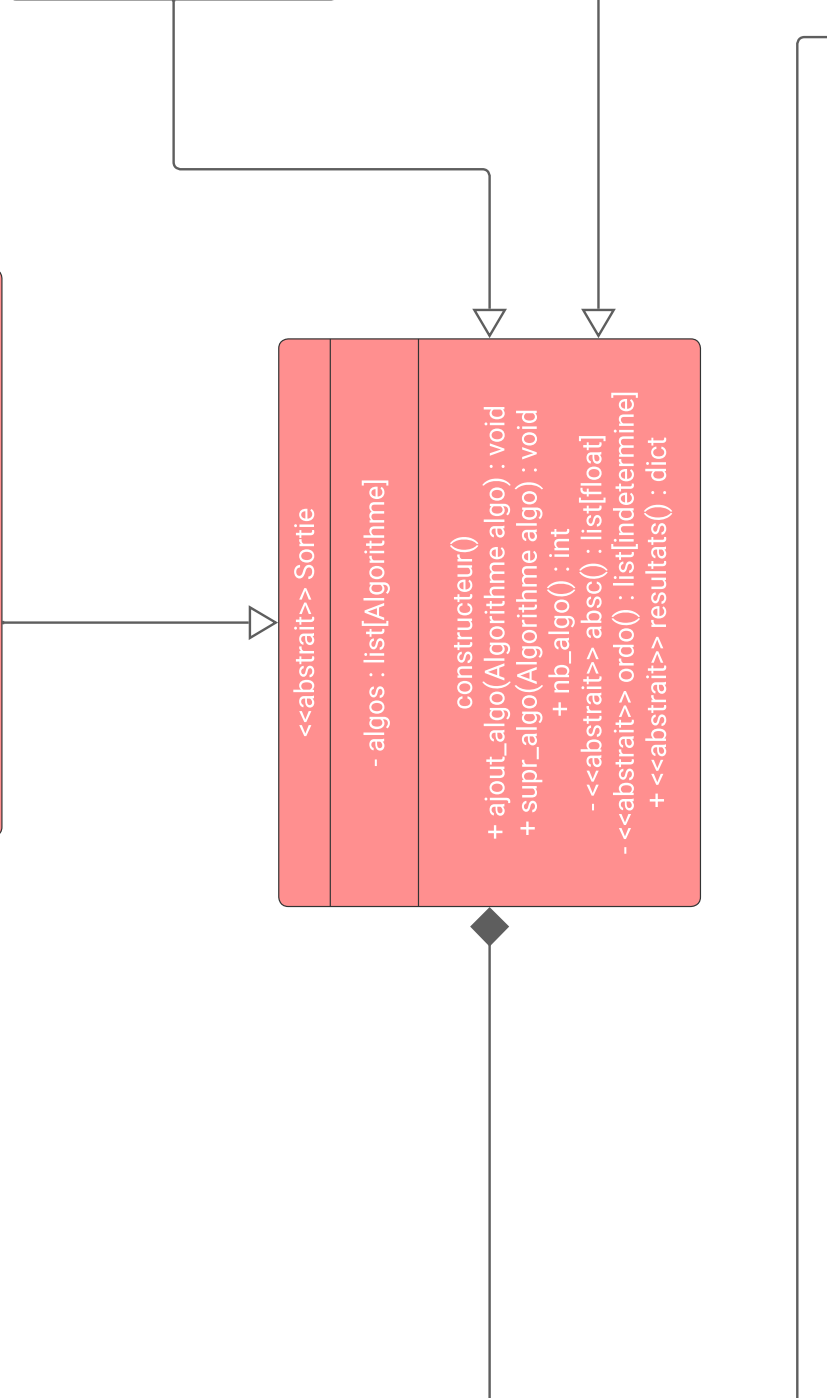 <<abstrait>> Sortie
- algos : list[Algorithme]
constructeur()
+ ajout_algo(Algorithme algo) : void
+ supr_algo(Algorithme algo) : void
+ nb_algo() : int
- <<abstrait>> absc() : list[float]
- <<abstrait>> ordo() : list[indetermine]
+ <<abstrait>> resultats() : dict